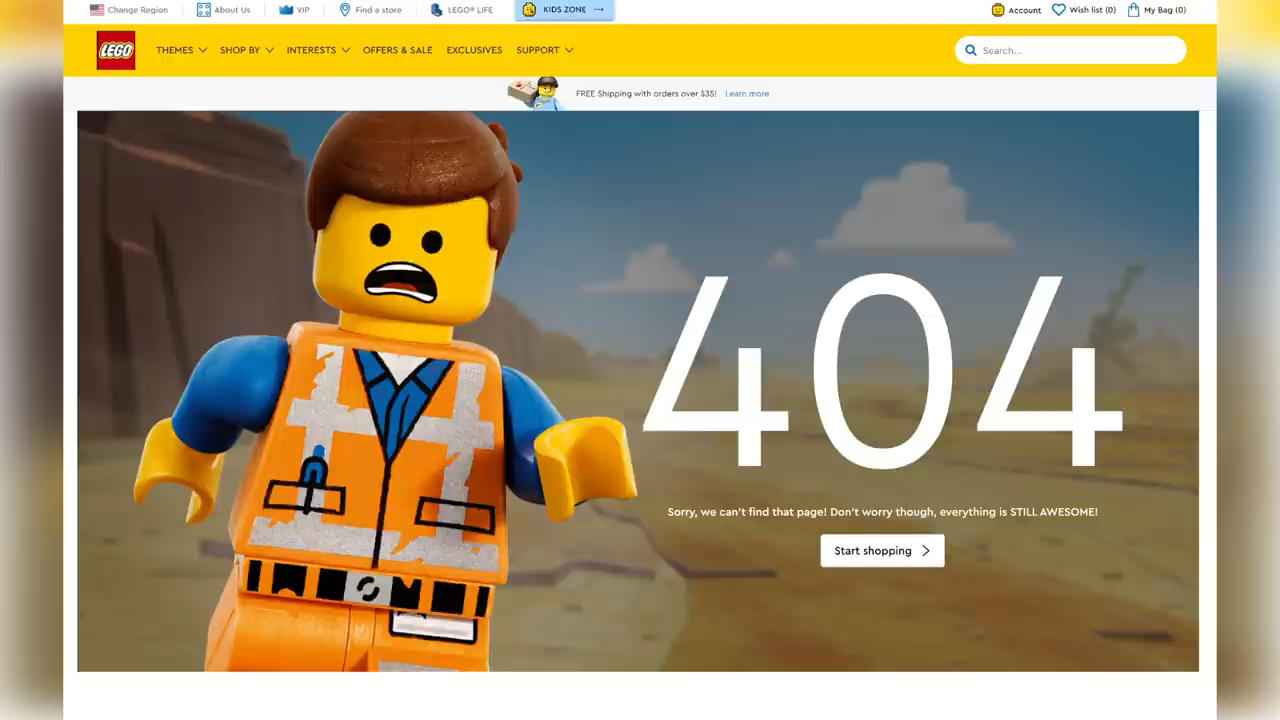 Change Region
About Us
VIP
Find a store
LEGO® LIFE
KIDS ZONE
Account
Wish list (0)
My Bag (0)
LEGO
THEMES
SHOP BY
INTERESTS
OFFERS & SALE
EXCLUSIVES
SUPPORT
Search...
FREE Shipping with orders over $35! Learn more
404
Sorry, we can't find that page! Don't worry though, everything is STILL AWESOME!
Start shopping